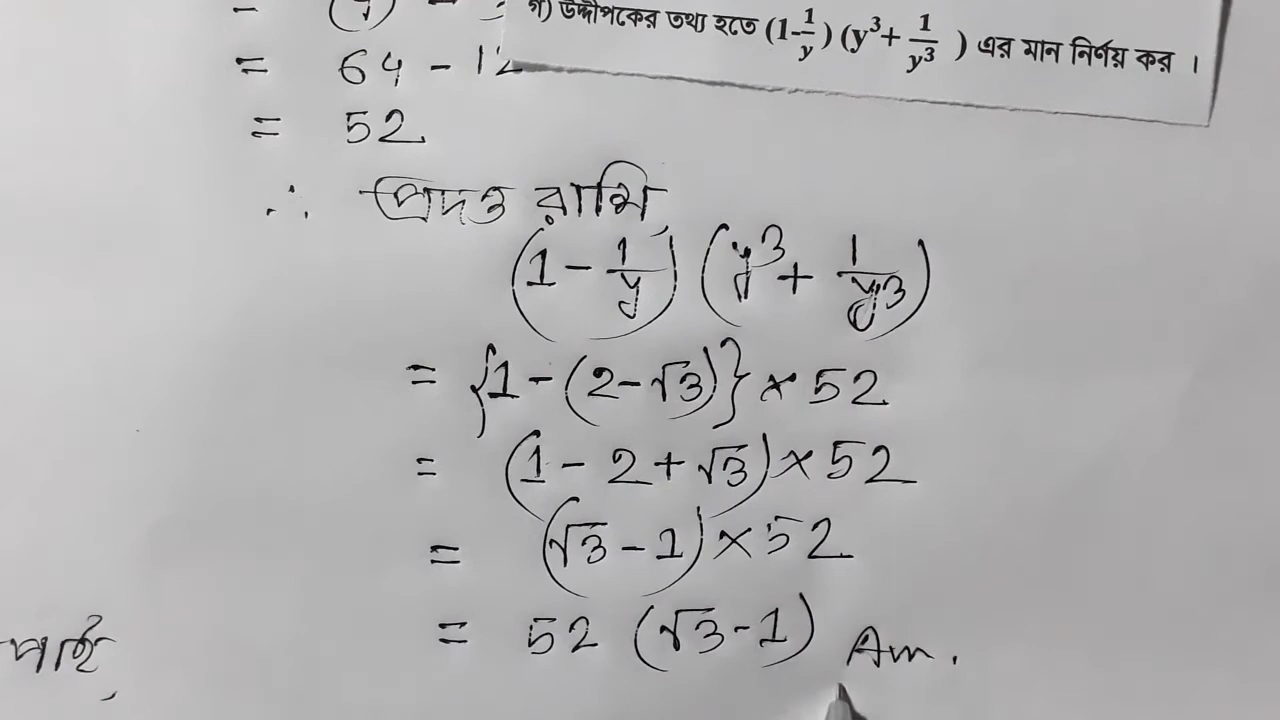 গ) উদ্দীপকের তথ্য হতে (1-1/y) (y³+ 1/y³ ) এর মান নির্ণয় কর ।
= 64 - 12
= 52
∴ প্রদত্ত রাশি,
(1 - 1/y) (y³ + 1/y³)
= {1 - (2 - √3)} × 52
= (1 - 2 + √3) × 52
= (√3 - 1) × 52
= 52 (√3 - 1) Am.
পাই,